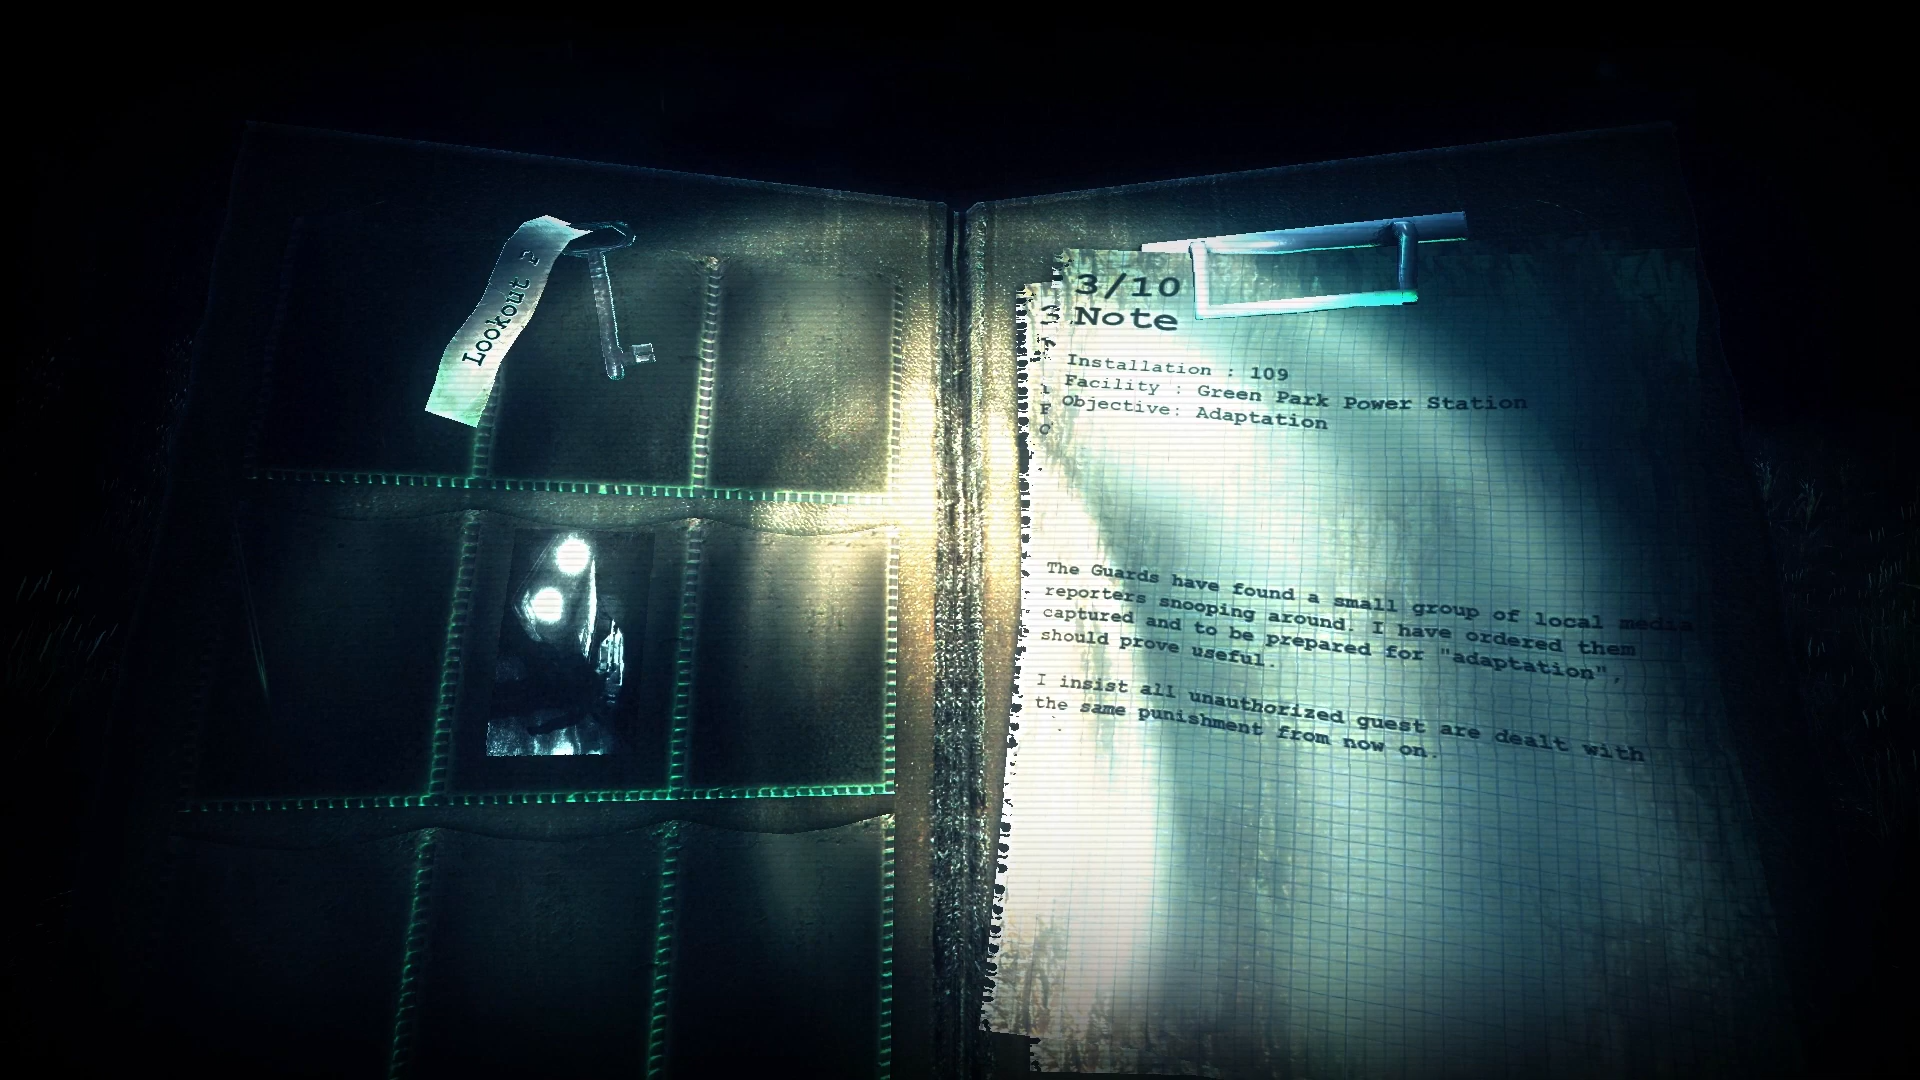 Lookout P
3/10
Note
Installation : 109
Facility : Green Park Power Station
Objective: Adaptation
The Guards have found a small group of local media
reporters snooping around. I have ordered them
captured and to be prepared for "adaptation",
should prove useful.
I insist all unauthorized guest are dealt with
the same punishment from now on.